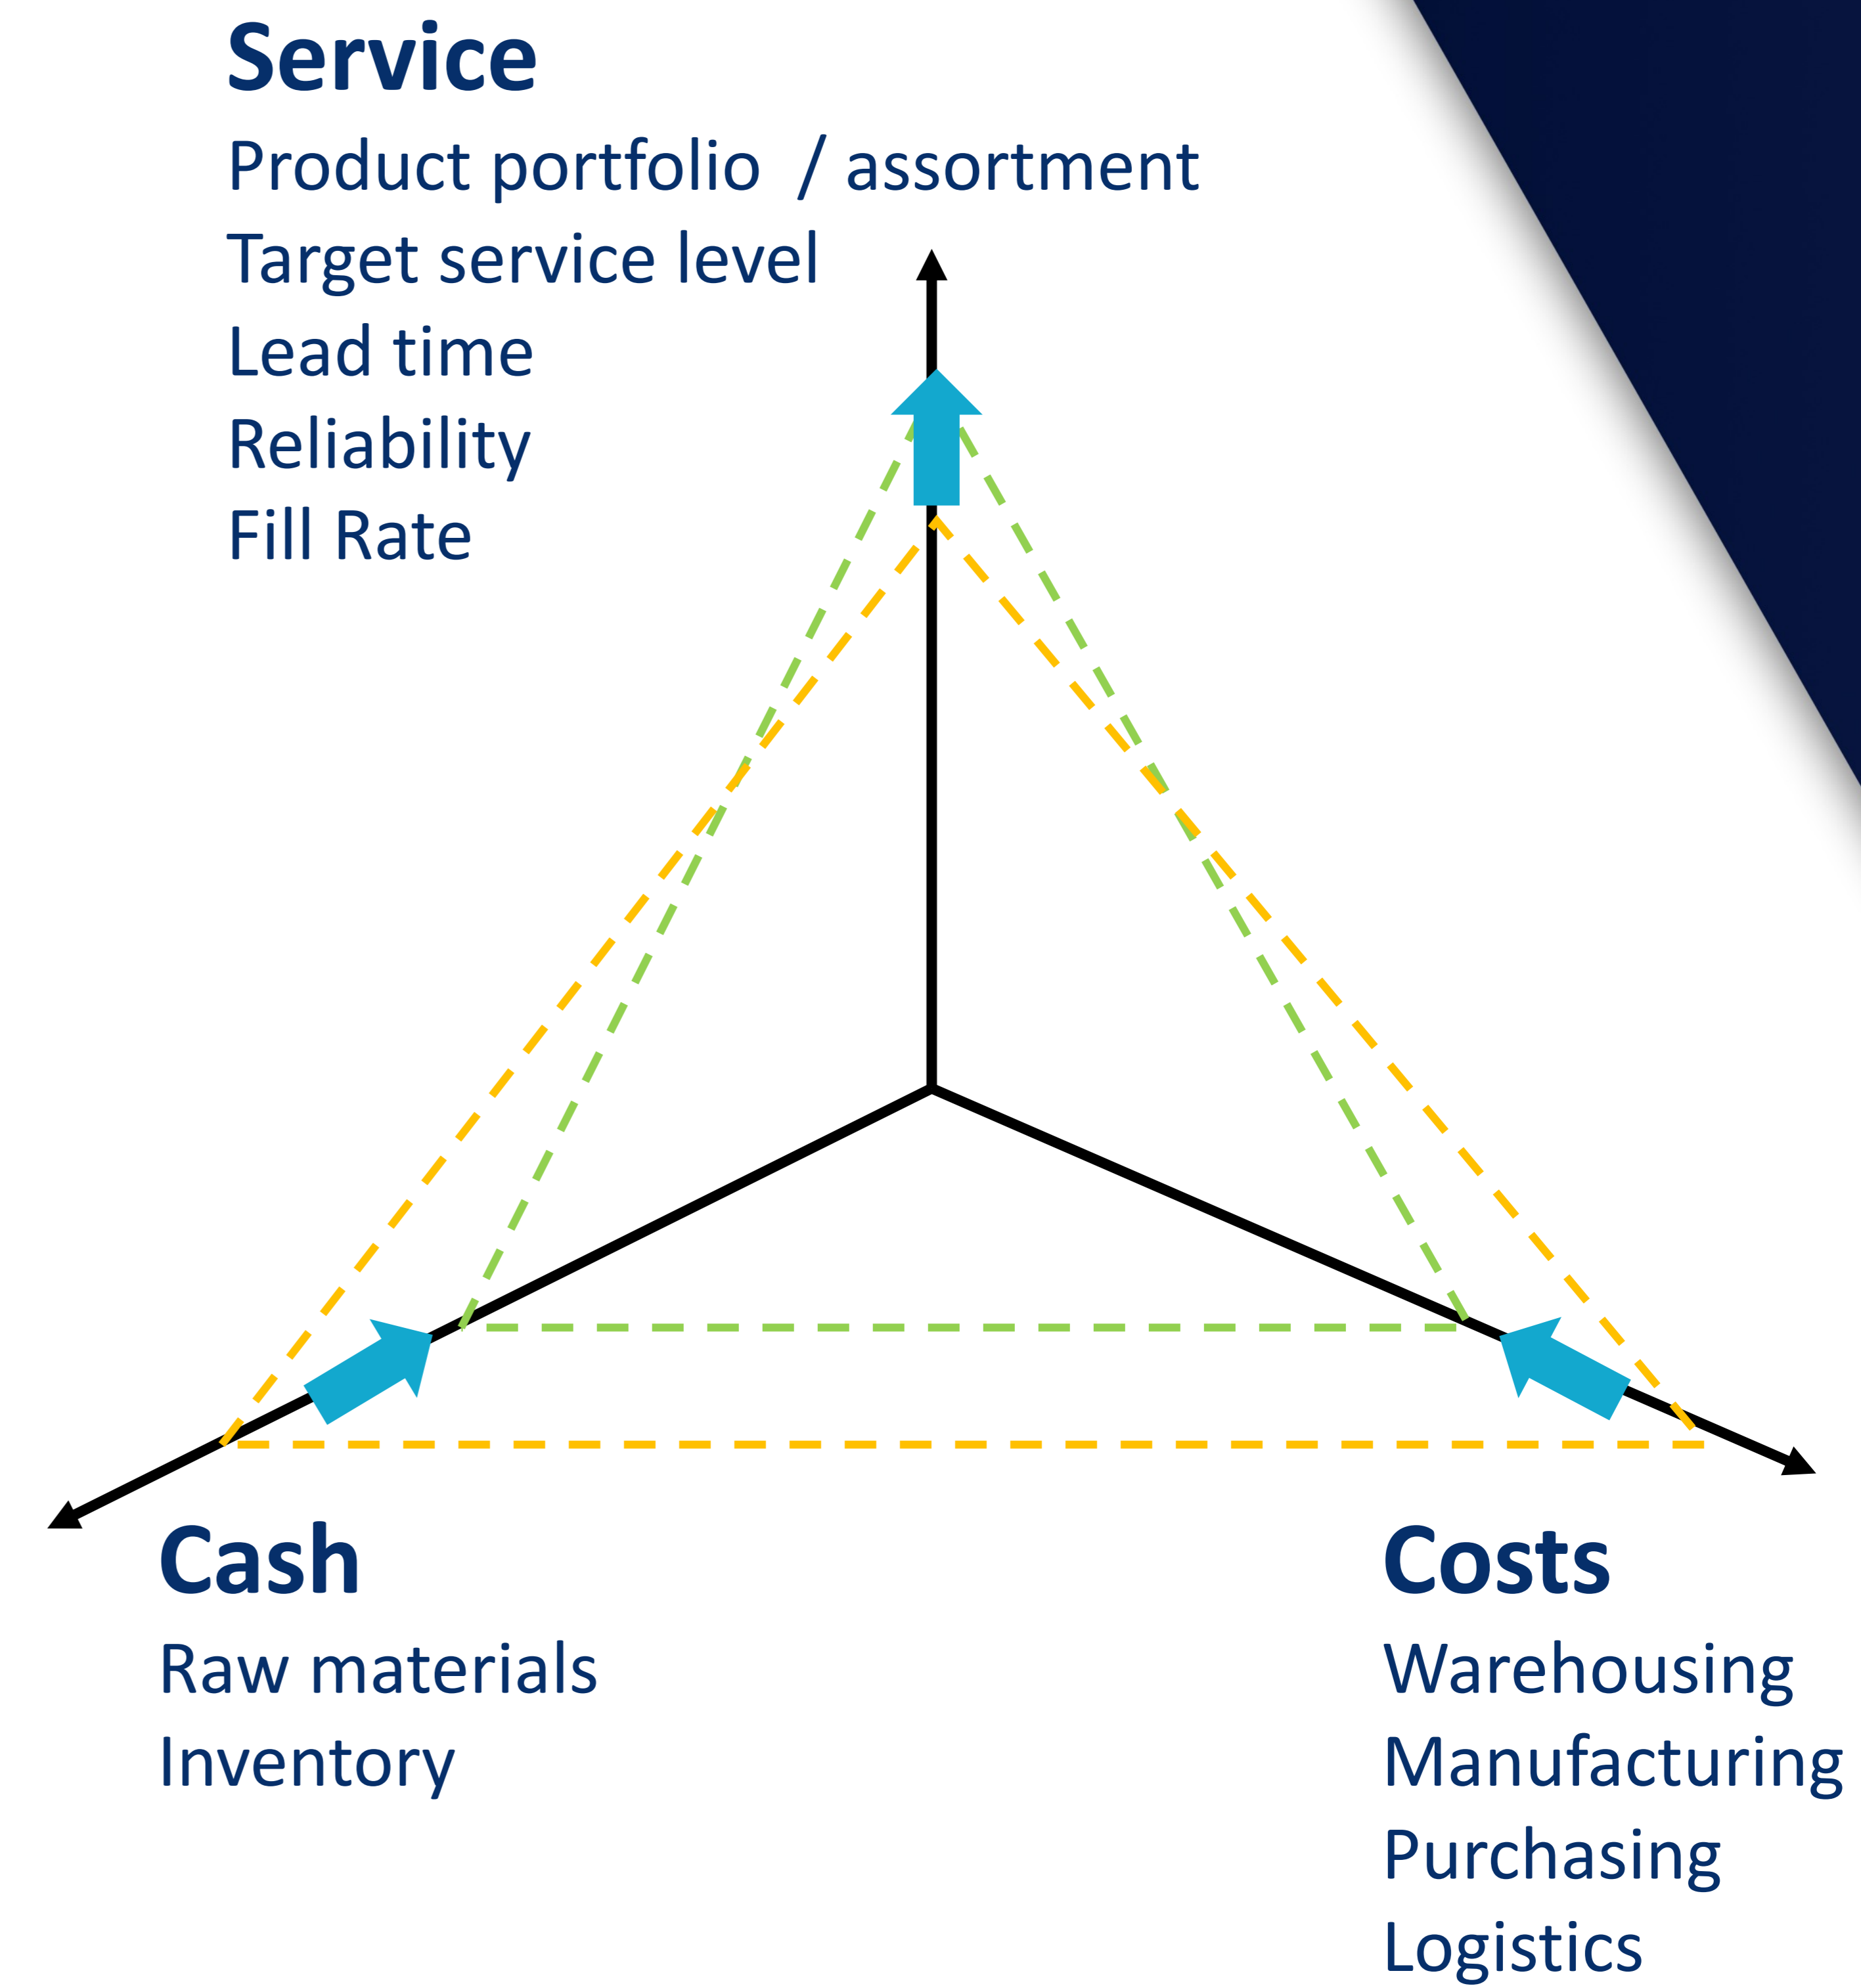 Service
Product portfolio / assortment
Target service level
Lead time
Reliability
Fill Rate
Cash
Raw materials
Inventory
Costs
Warehousing
Manufacturing
Purchasing
Logistics